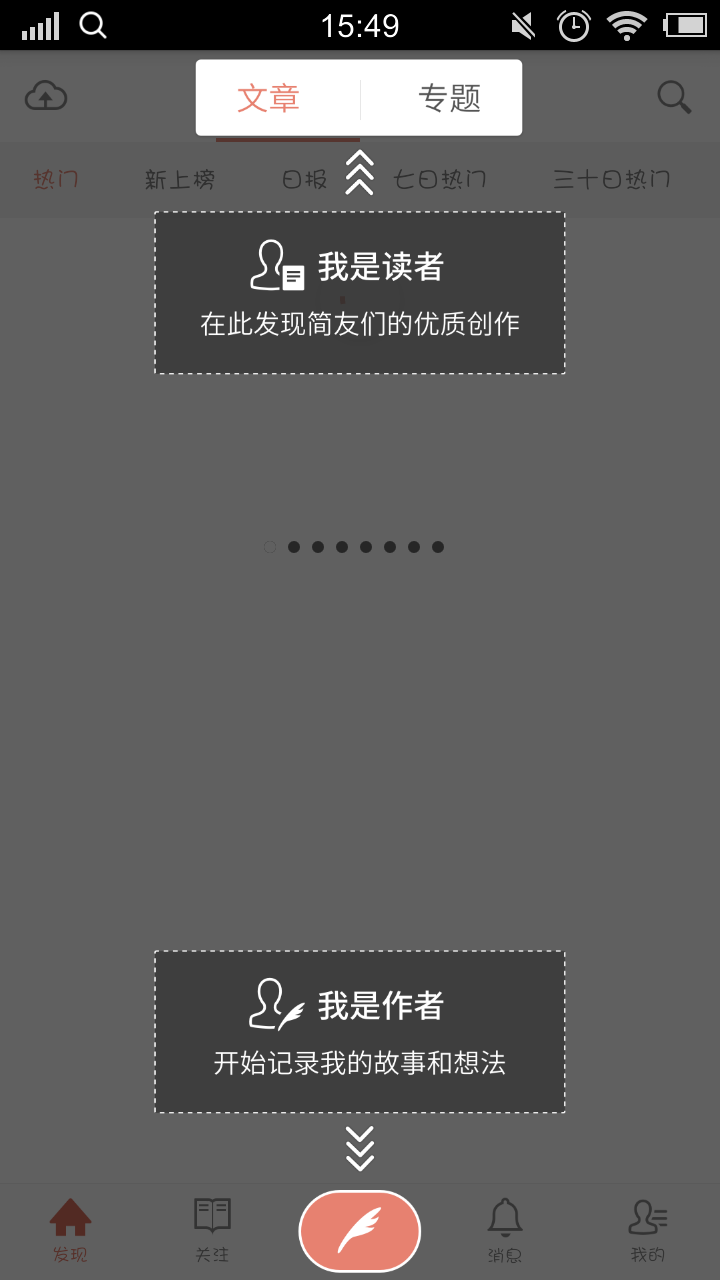 15:49
文章 专题
热门 新上榜 日报 七日热门 三十日热门
我是读者
在此发现简友们的优质创作
我是作者
开始记录我的故事和想法
发现 关注 消息 我的